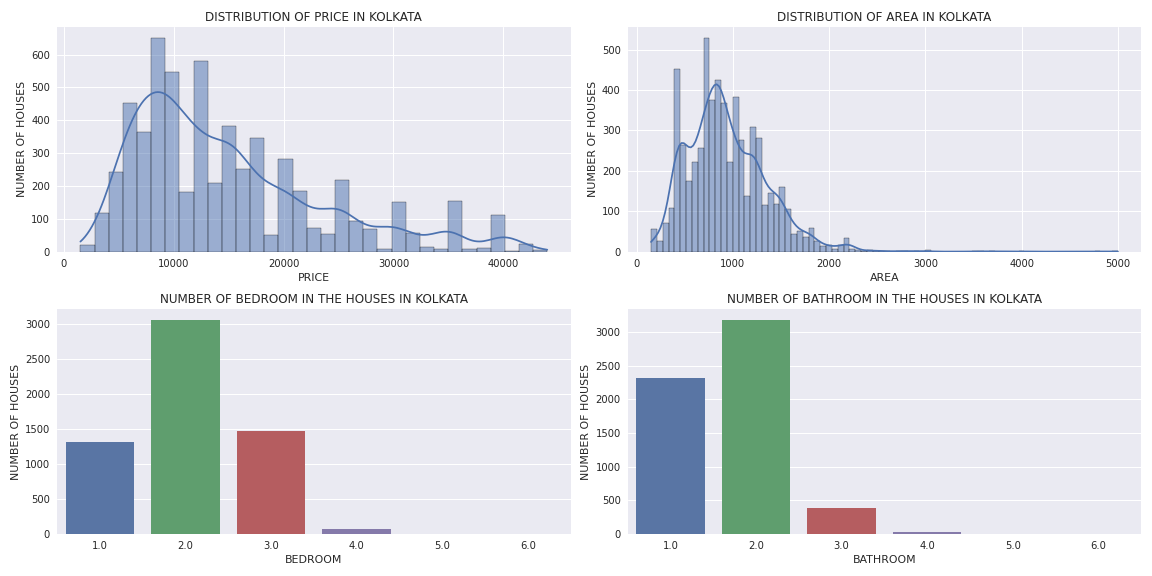 DISTRIBUTION OF PRICE IN KOLKATA
NUMBER OF HOUSES
600
500
400
300
200
100
0
0 10000 20000 30000 40000
PRICE
DISTRIBUTION OF AREA IN KOLKATA
NUMBER OF HOUSES
500
400
300
200
100
0
0 1000 2000 3000 4000 5000
AREA
NUMBER OF BEDROOM IN THE HOUSES IN KOLKATA
NUMBER OF HOUSES
3000
2500
2000
1500
1000
500
0
1.0 2.0 3.0 4.0 5.0 6.0
BEDROOM
NUMBER OF BATHROOM IN THE HOUSES IN KOLKATA
NUMBER OF HOUSES
3000
2500
2000
1500
1000
500
0
1.0 2.0 3.0 4.0 5.0 6.0
BATHROOM